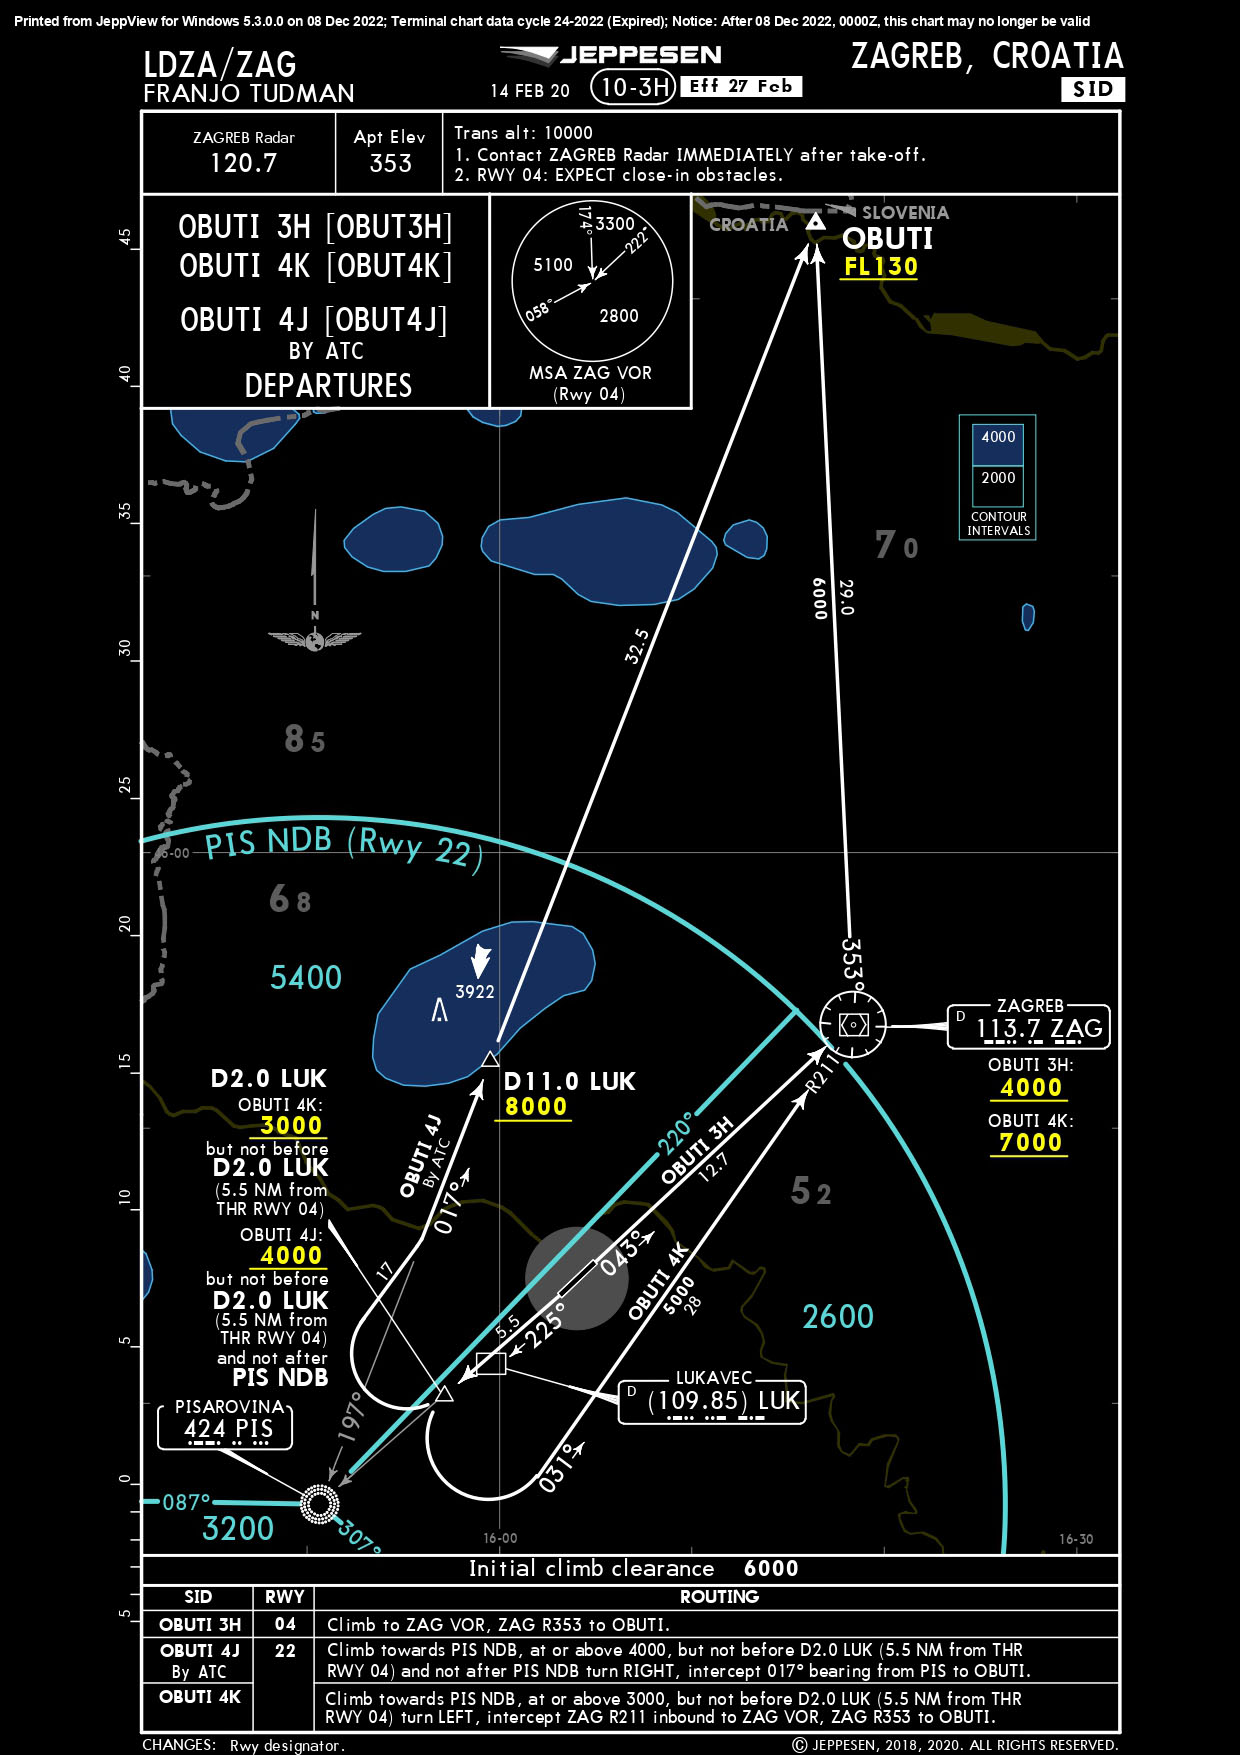 Printed from JeppView for Windows 5.3.0.0 on 08 Dec 2022; Terminal chart data cycle 24-2022 (Expired); Notice: After 08 Dec 2022, 0000Z, this chart may no longer be valid
LDZA/ZAG
FRANJO TUDMAN
JEPPESEN
14 FEB 20
10-3H
Eff 27 Feb
ZAGREB, CROATIA
SID
ZAGREB Radar
120.7
Apt Elev
353
Trans alt: 10000
1. Contact ZAGREB Radar IMMEDIATELY after take-off.
2. RWY 04: EXPECT close-in obstacles.
OBUTI 3H [OBUT3H]
OBUTI 4K [OBUT4K]
OBUTI 4J [OBUT4J]
BY ATC
DEPARTURES
174°
3300
222°
5100
058°
2800
MSA ZAG VOR
(Rwy 04)
CROATIA
SLOVENIA
OBUTI
FL130
45
40
35
30
25
20
15
10
5
0
5
4000
2000
CONTOUR
INTERVALS
70
6000
29.0
32.5
N
85
PIS NDB (Rwy 22)
46-00
68
5400
3922
353°
ZAGREB
D 113.7 ZAG
OBUTI 3H:
4000
OBUTI 4K:
7000
R211
D11.0 LUK
8000
D2.0 LUK
OBUTI 4K:
3000
but not before
D2.0 LUK
(5.5 NM from
THR RWY 04)
OBUTI 4J:
4000
but not before
D2.0 LUK
(5.5 NM from
THR RWY 04)
and not after
PIS NDB
OBUTI 4J
By ATC
017°
17
220°
OBUTI 3H
12.7
52
043°
OBUTI 4K
5000
28
5.5
225°
2600
LUKAVEC
D (109.85) LUK
PISAROVINA
424 PIS
197°
031°
087°
3200
307°
16-00
16-30
Initial climb clearance 6000
SID RWY ROUTING
OBUTI 3H 04 Climb to ZAG VOR, ZAG R353 to OBUTI.
OBUTI 4J 22 Climb towards PIS NDB, at or above 4000, but not before D2.0 LUK (5.5 NM from THR
By ATC RWY 04) and not after PIS NDB turn RIGHT, intercept 017° bearing from PIS to OBUTI.
OBUTI 4K Climb towards PIS NDB, at or above 3000, but not before D2.0 LUK (5.5 NM from THR
RWY 04) turn LEFT, intercept ZAG R211 inbound to ZAG VOR, ZAG R353 to OBUTI.
CHANGES: Rwy designator.
© JEPPESEN, 2018, 2020. ALL RIGHTS RESERVED.